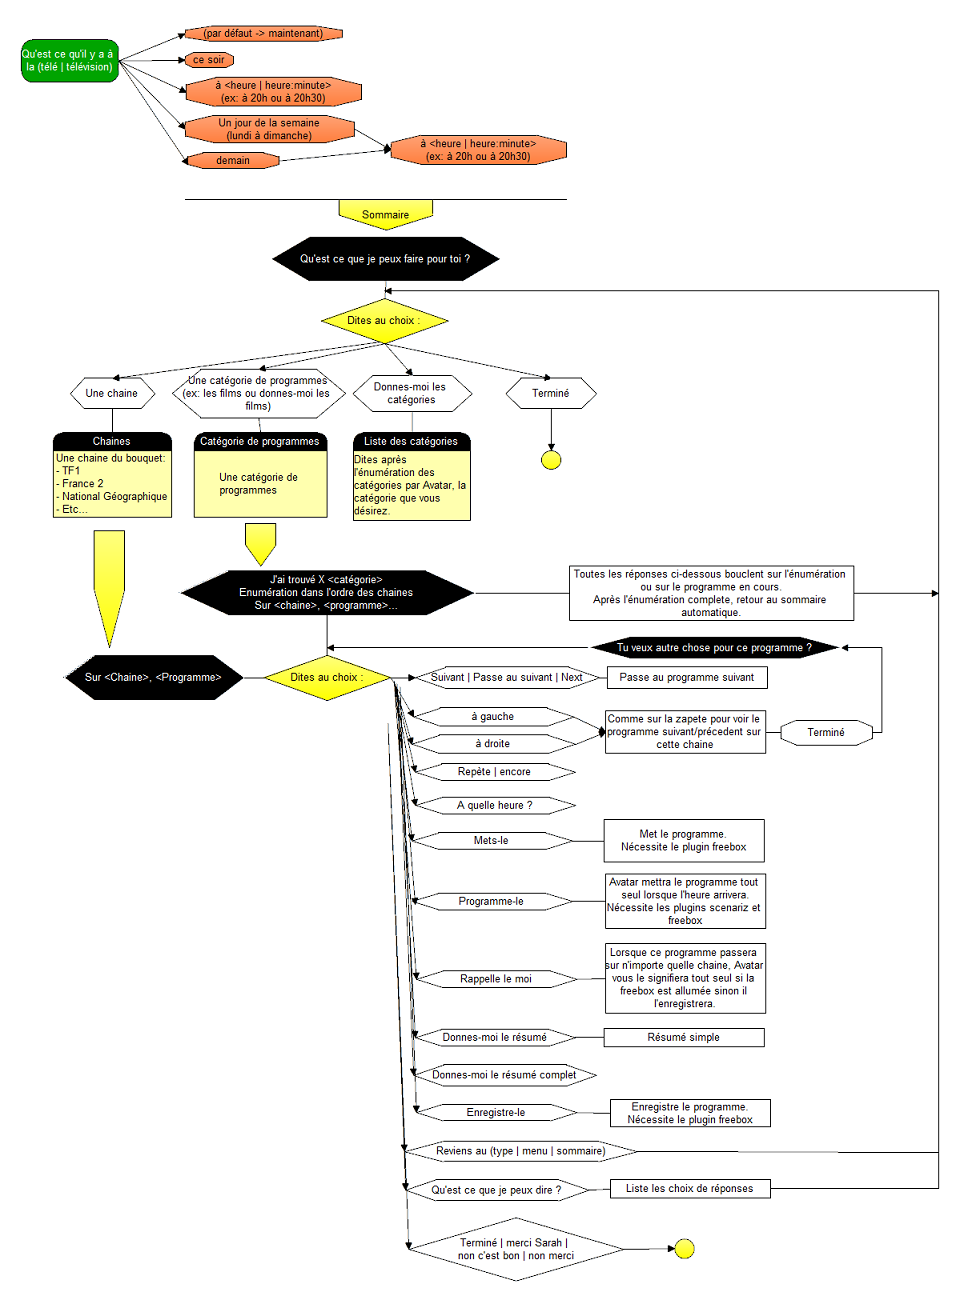 (par défaut -> maintenant)
Qu'est ce qu'il y a à
la (télé | télévision)
ce soir
à <heure | heure:minute>
(ex: à 20h ou à 20h30)
Un jour de la semaine
(lundi à dimanche)
à <heure | heure:minute>
(ex: à 20h ou à 20h30)
demain
Sommaire
Qu'est ce que je peux faire pour toi ?
Dites au choix :
Une chaine
Une catégorie de programmes
(ex: les films ou donnes-moi les
films)
Donnes-moi les
catégories
Terminé
Chaines
Une chaine du bouquet:
- TF1
- France 2
- National Géographique
- Etc...
Catégorie de programmes
Une catégorie de
programmes
Liste des catégories
Dites après
l'énumération des
catégories par Avatar, la
catégorie que vous
désirez.
J'ai trouvé X <catégorie>
Enumération dans l'ordre des chaines
Sur <chaine>, <programme>...
Toutes les réponses ci-dessous bouclent sur l'énumération
ou sur le programme en cours.
Après l'énumération complete, retour au sommaire
automatique.
Tu veux autre chose pour ce programme ?
Sur <Chaine>, <Programme>
Dites au choix :
Suivant | Passe au suivant | Next
Passe au programme suivant
à gauche
à droite
Comme sur la zapete pour voir le
programme suivant/précedent sur
cette chaine
Terminé
Repète | encore
A quelle heure ?
Mets-le
Met le programme.
Nécessite le plugin freebox
Programme-le
Avatar mettra le programme tout
seul lorsque l'heure arrivera.
Nécessite les plugins scenariz et
freebox
Rappelle le moi
Lorsque ce programme passera
sur n'importe quelle chaine, Avatar
vous le signifiera tout seul si la
freebox est allumée sinon il
l'enregistrera.
Donnes-moi le résumé
Résumé simple
Donnes-moi le résumé complet
Enregistre-le
Enregistre le programme.
Nécessite le plugin freebox
Reviens au (type | menu | sommaire)
Qu'est ce que je peux dire ?
Liste les choix de réponses
Terminé | merci Sarah |
non c'est bon | non merci